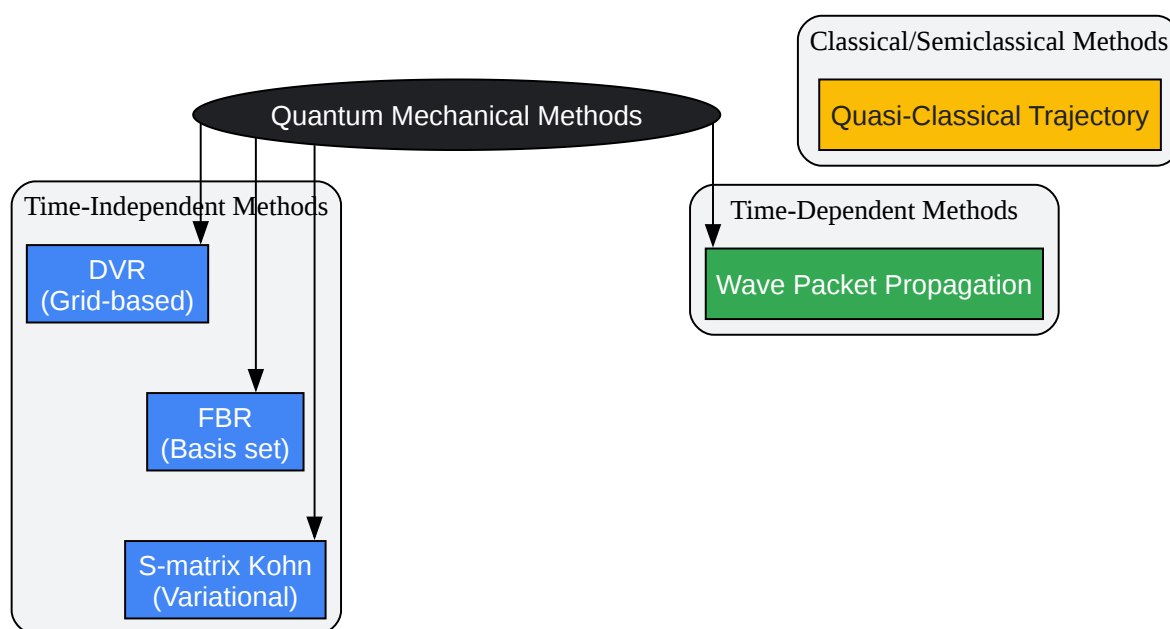 Classical/Semiclassical Methods
Quasi-Classical Trajectory
Quantum Mechanical Methods
Time-Independent Methods
DVR
(Grid-based)
FBR
(Basis set)
S-matrix Kohn
(Variational)
Time-Dependent Methods
Wave Packet Propagation